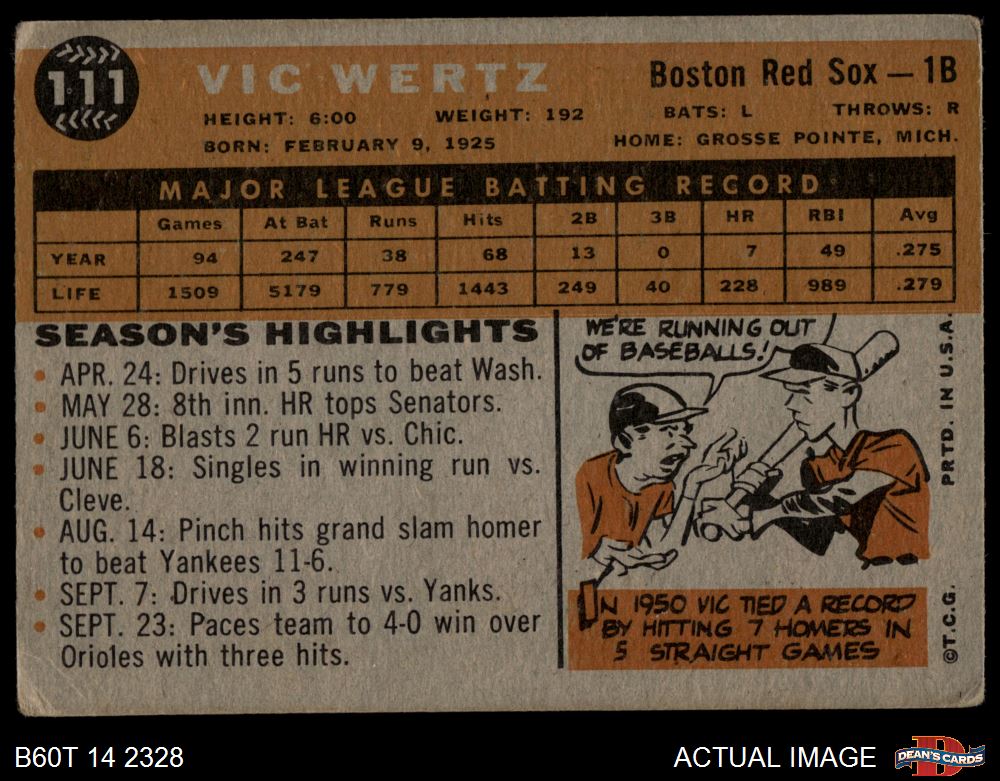 111
VIC WERTZ
Boston Red Sox — 1B
HEIGHT: 6:00 WEIGHT: 192 BATS: L THROWS: R
BORN: FEBRUARY 9, 1925 HOME: GROSSE POINTE, MICH.
MAJOR LEAGUE BATTING RECORD
Games At Bat Runs Hits 2B 3B HR RBI Avg
YEAR 94 247 38 68 13 0 7 49 .275
LIFE 1509 5179 779 1443 249 40 228 989 .279
SEASON'S HIGHLIGHTS
• APR. 24: Drives in 5 runs to beat Wash.
• MAY 28: 8th inn. HR tops Senators.
• JUNE 6: Blasts 2 run HR vs. Chic.
• JUNE 18: Singles in winning run vs.
Cleve.
• AUG. 14: Pinch hits grand slam homer
to beat Yankees 11-6.
• SEPT. 7: Drives in 3 runs vs. Yanks.
• SEPT. 23: Paces team to 4-0 win over
Orioles with three hits.
WE'RE RUNNING OUT
OF BASEBALLS!
IN 1950 VIC TIED A RECORD
BY HITTING 7 HOMERS IN
5 STRAIGHT GAMES
©T.C.G. PRTD. IN U.S.A.
B60T 14 2328
ACTUAL IMAGE
D
DEAN'S CARDS